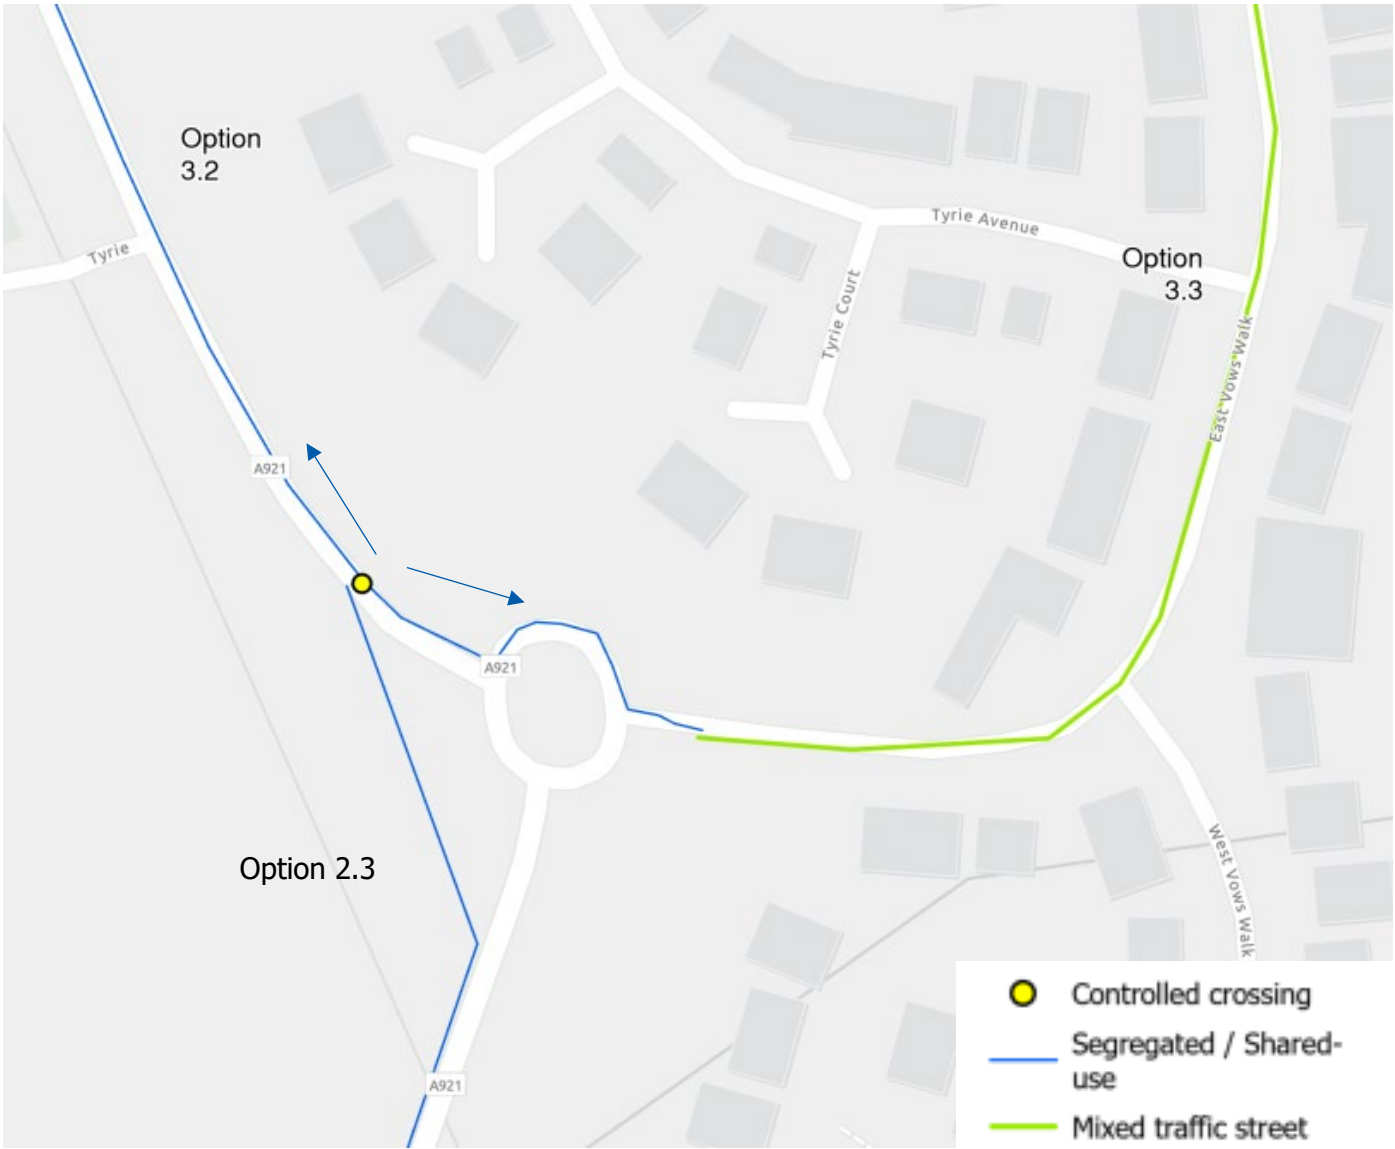 Option
3.2
Tyrie
Tyrie Avenue
Option
3.3
Tyrie Court
East Vows Walk
A921
A921
Option 2.3
West Vows Walk
A921
Controlled crossing
Segregated / Shared-
use
Mixed traffic street